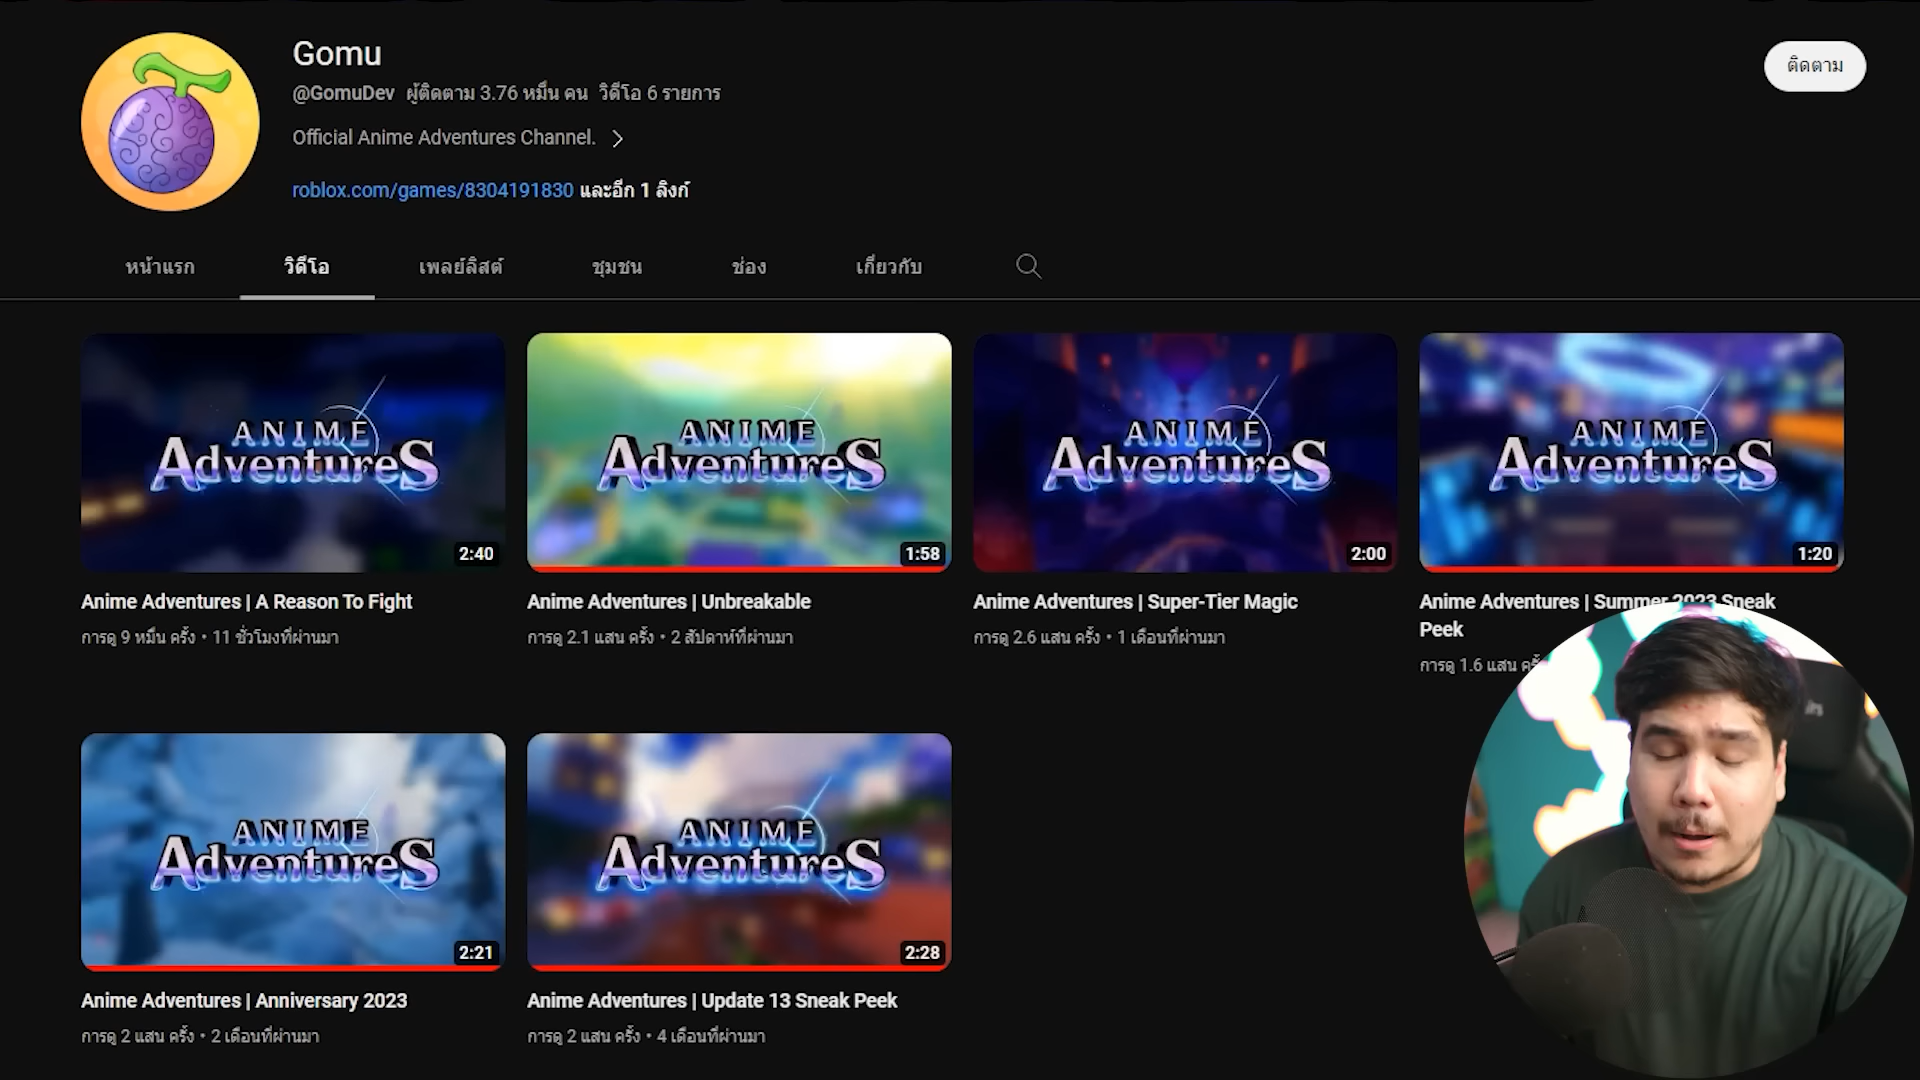 Gomu
@GomuDev ผู้ติดตาม 3.76 หมื่น คน วิดีโอ 6 รายการ
ติดตาม
Official Anime Adventures Channel.
roblox.com/games/8304191830 และอีก 1 ลิงก์
หน้าแรก วิดีโอ เพลย์ลิสต์ ชุมชน ช่อง เกี่ยวกับ
ANIME
AdventureS
2:40
ANIME
AdventureS
1:58
ANIME
AdventureS
2:00
ANIME
AdventureS
1:20
Anime Adventures | A Reason To Fight
การดู 9 หมื่น ครั้ง • 11 ชั่วโมงที่ผ่านมา
Anime Adventures | Unbreakable
การดู 2.1 แสน ครั้ง • 2 สัปดาห์ที่ผ่านมา
Anime Adventures | Super-Tier Magic
การดู 2.6 แสน ครั้ง • 1 เดือนที่ผ่านมา
Anime Adventures | Summer 2023 Sneak
Peek
การดู 1.6 แสน ครั้
ANIME
AdventureS
2:21
ANIME
AdventureS
2:28
Anime Adventures | Anniversary 2023
การดู 2 แสน ครั้ง • 2 เดือนที่ผ่านมา
Anime Adventures | Update 13 Sneak Peek
การดู 2 แสน ครั้ง • 4 เดือนที่ผ่านมา